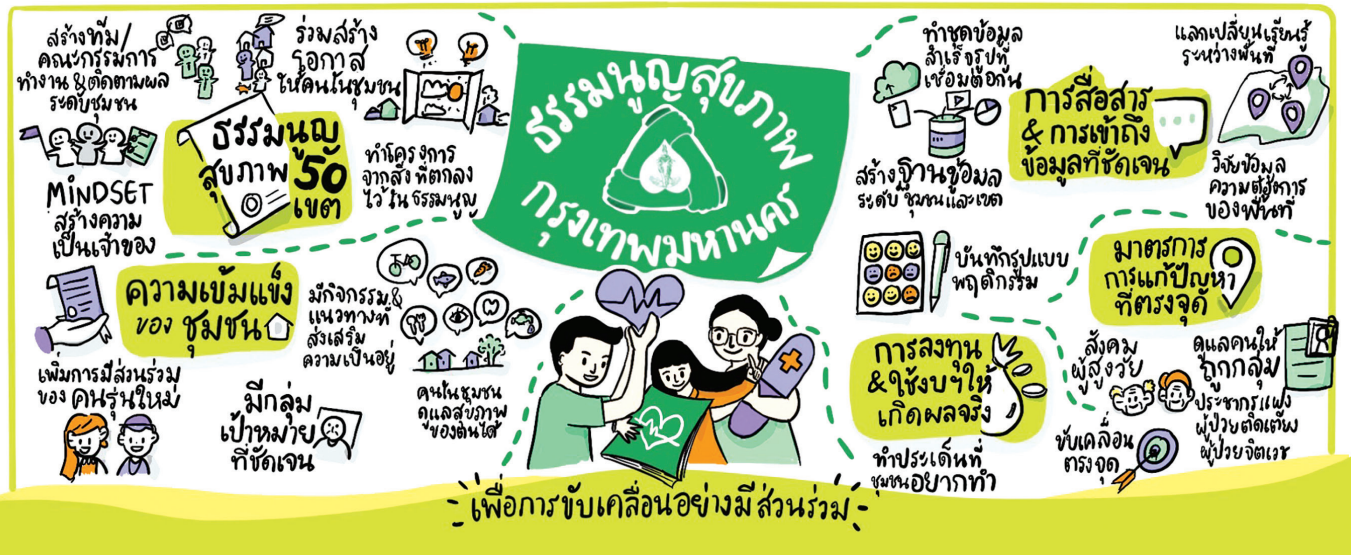 สร้างทีม/
คณะกรรมการ
ทำงาน & ติดตามผล
ระดับชุมชน
ร่วมสร้าง
โอกาส
ให้คนในชุมชน
ธรรมนูญ
สุขภาพ 50
เขต
MINDSET
สร้างความ
เป็นเจ้าของ
ทำโครงการ
จากสิ่งที่ตกลง
ไว้ใน ธรรมนูญ
ความเข้มแข็ง
ของ ชุมชน
มีกิจกรรม &
แนวทางที่
ส่งเสริม
ความเป็นอยู่
เพิ่มการมีส่วนร่วม
ของ คนรุ่นใหม่
มีกลุ่ม
เป้าหมาย
ที่ชัดเจน
คนในชุมชน
ดูแลสุขภาพ
ของตนได้
ธรรมนูญสุขภาพ
กรุงเทพมหานคร
ทำชุดข้อมูล
สำเร็จรูปที่
เชื่อมต่อกัน
การสื่อสาร
& การเข้าถึง
ข้อมูลที่ชัดเจน
แลกเปลี่ยนเรียนรู้
ระหว่างพื้นที่
สร้าง ฐานข้อมูล
ระดับ ชุมชนและเขต
วิจัยข้อมูล
ความต้องการ
ของพื้นที่
บันทึกรูปแบบ
พฤติกรรม
มาตรการ
การแก้ปัญหา
ที่ตรงจุด
การลงทุน
& ใช้งบฯให้
เกิดผลจริง
สังคม
ผู้สูงวัย
ดูแลคนให้
ถูกกลุ่ม
ประชากรแฝง
ผู้ป่วยติดเตียง
ผู้ป่วยจิตเวช
ขับเคลื่อน
ตรงจุด
ทำประเด็นที่
ชุมชนอยากทำ
เพื่อการขับเคลื่อนอย่างมีส่วนร่วม